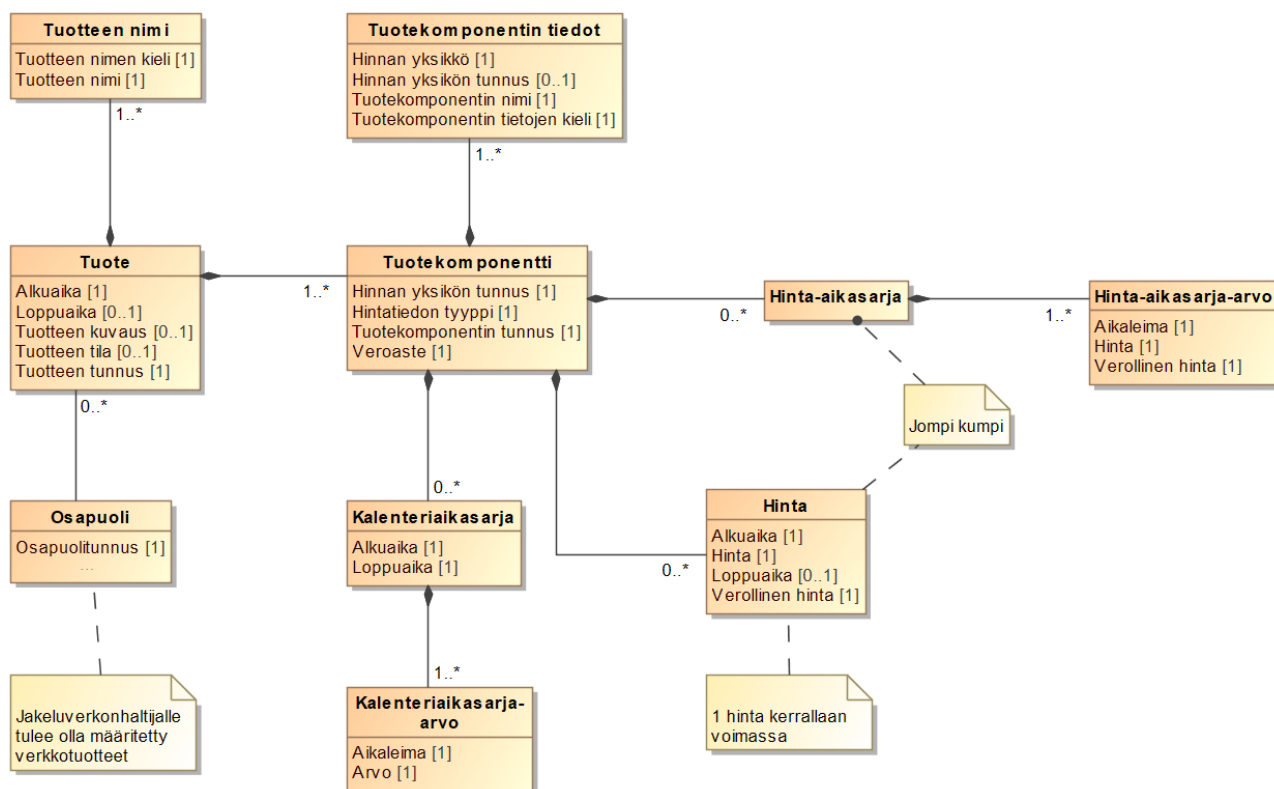 Tuotteen nimi
Tuotteen nimen kieli [1]
Tuotteen nimi [1]
1..*
Tuotekomponentin tiedot
Hinnan yksikkö [1]
Hinnan yksikön tunnus [0..1]
Tuotekomponentin nimi [1]
Tuotekomponentin tietojen kieli [1]
1..*
Tuote
Alkuaika [1]
Loppuaika [0..1]
Tuotteen kuvaus [0..1]
Tuotteen tila [0..1]
Tuotteen tunnus [1]
1..*
0..*
Tuotekomponentti
Hinnan yksikön tunnus [1]
Hintatiedon tyyppi [1]
Tuotekomponentin tunnus [1]
Veroaste [1]
0..*
Hinta-aikasarja
1..*
Hinta-aikasarja-arvo
Aikaleima [1]
Hinta [1]
Verollinen hinta [1]
Jompi kumpi
Osapuoli
Osapuolitunnus [1]
...
0..*
Kalenteriaikasarja
Alkuaika [1]
Loppuaika [1]
0..*
Hinta
Alkuaika [1]
Hinta [1]
Loppuaika [0..1]
Verollinen hinta [1]
Jakeluverkonhaltijalle
tulee olla määritetty
verkkotuotteet
1..*
Kalenteriaikasarja-
arvo
Aikaleima [1]
Arvo [1]
1 hinta kerrallaan
voimassa